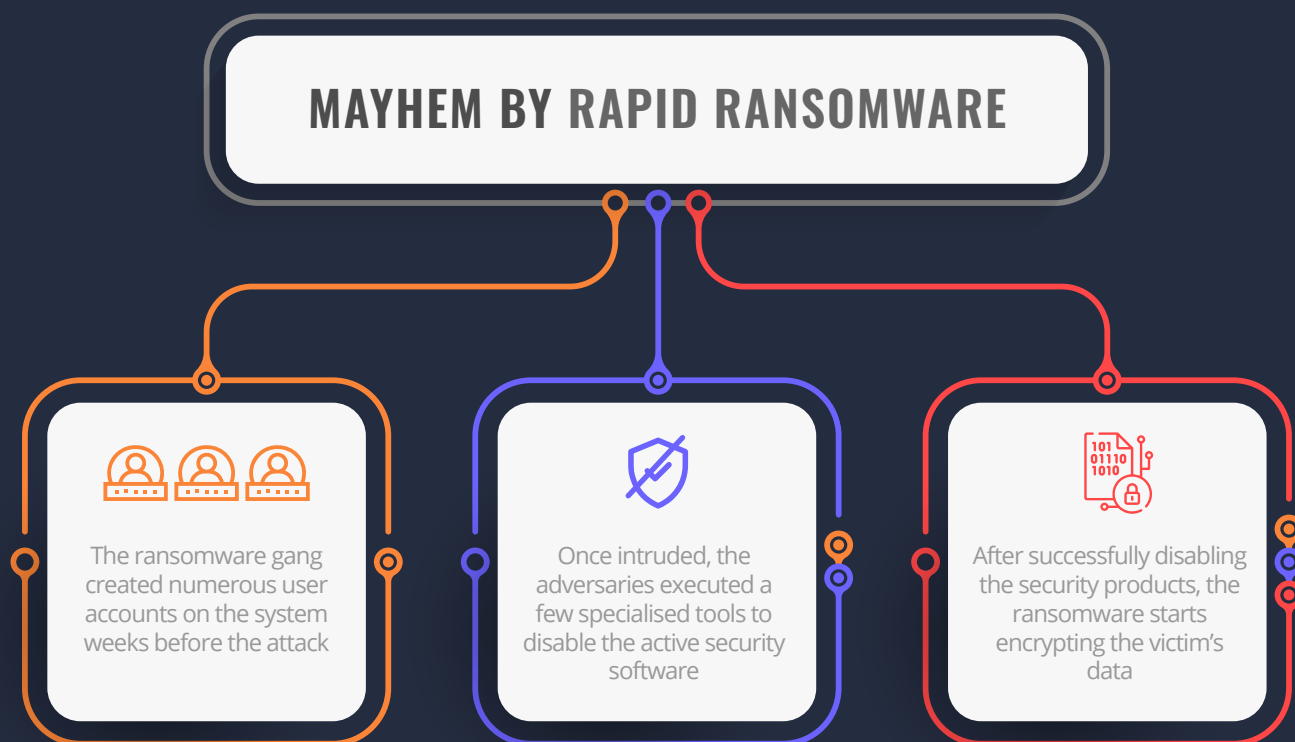 MAYHEM BY RAPID RANSOMWARE
The ransomware gang
created numerous user
accounts on the system
weeks before the attack
Once intruded, the
adversaries executed a
few specialised tools to
disable the active security
software
101
01110
1010
After successfully disabling
the security products, the
ransomware starts
encrypting the victim’s
data